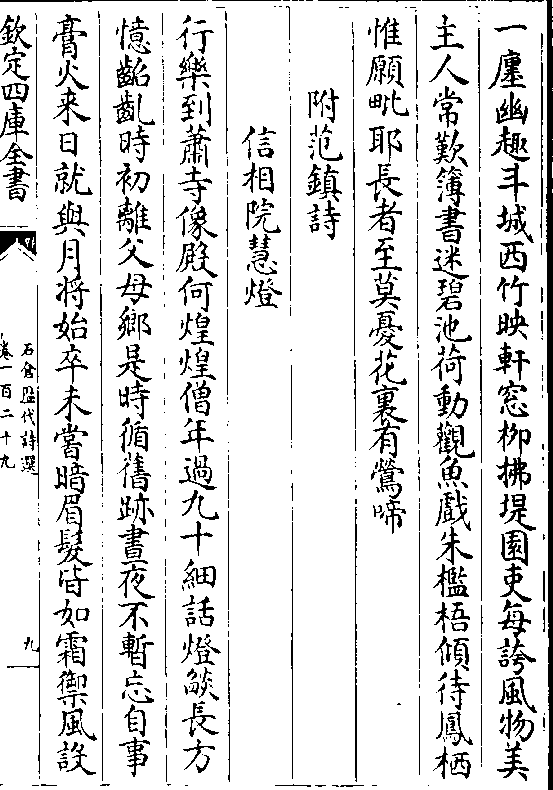 一廛幽趣斗城西竹映軒窓栁拂堤園吏每誇風物美
主人常歎簿書迷碧池荷動觀魚戲朱檻梧傾待鳳栖
惟願毗耶長者至莫憂花裏有鶯啼
附范鎮詩
信相院慧燈
行樂到蕭寺像殿何煌煌僧年過九十細話燈燄長方
憶齠齔時初離父母鄉是時循舊跡晝夜不暫忘自事
膏火来日就與月将始卒未嘗暗眉髮皆如霜禦風設
欽定四庫全書
石倉歷代詩選
卷一百二十九
九